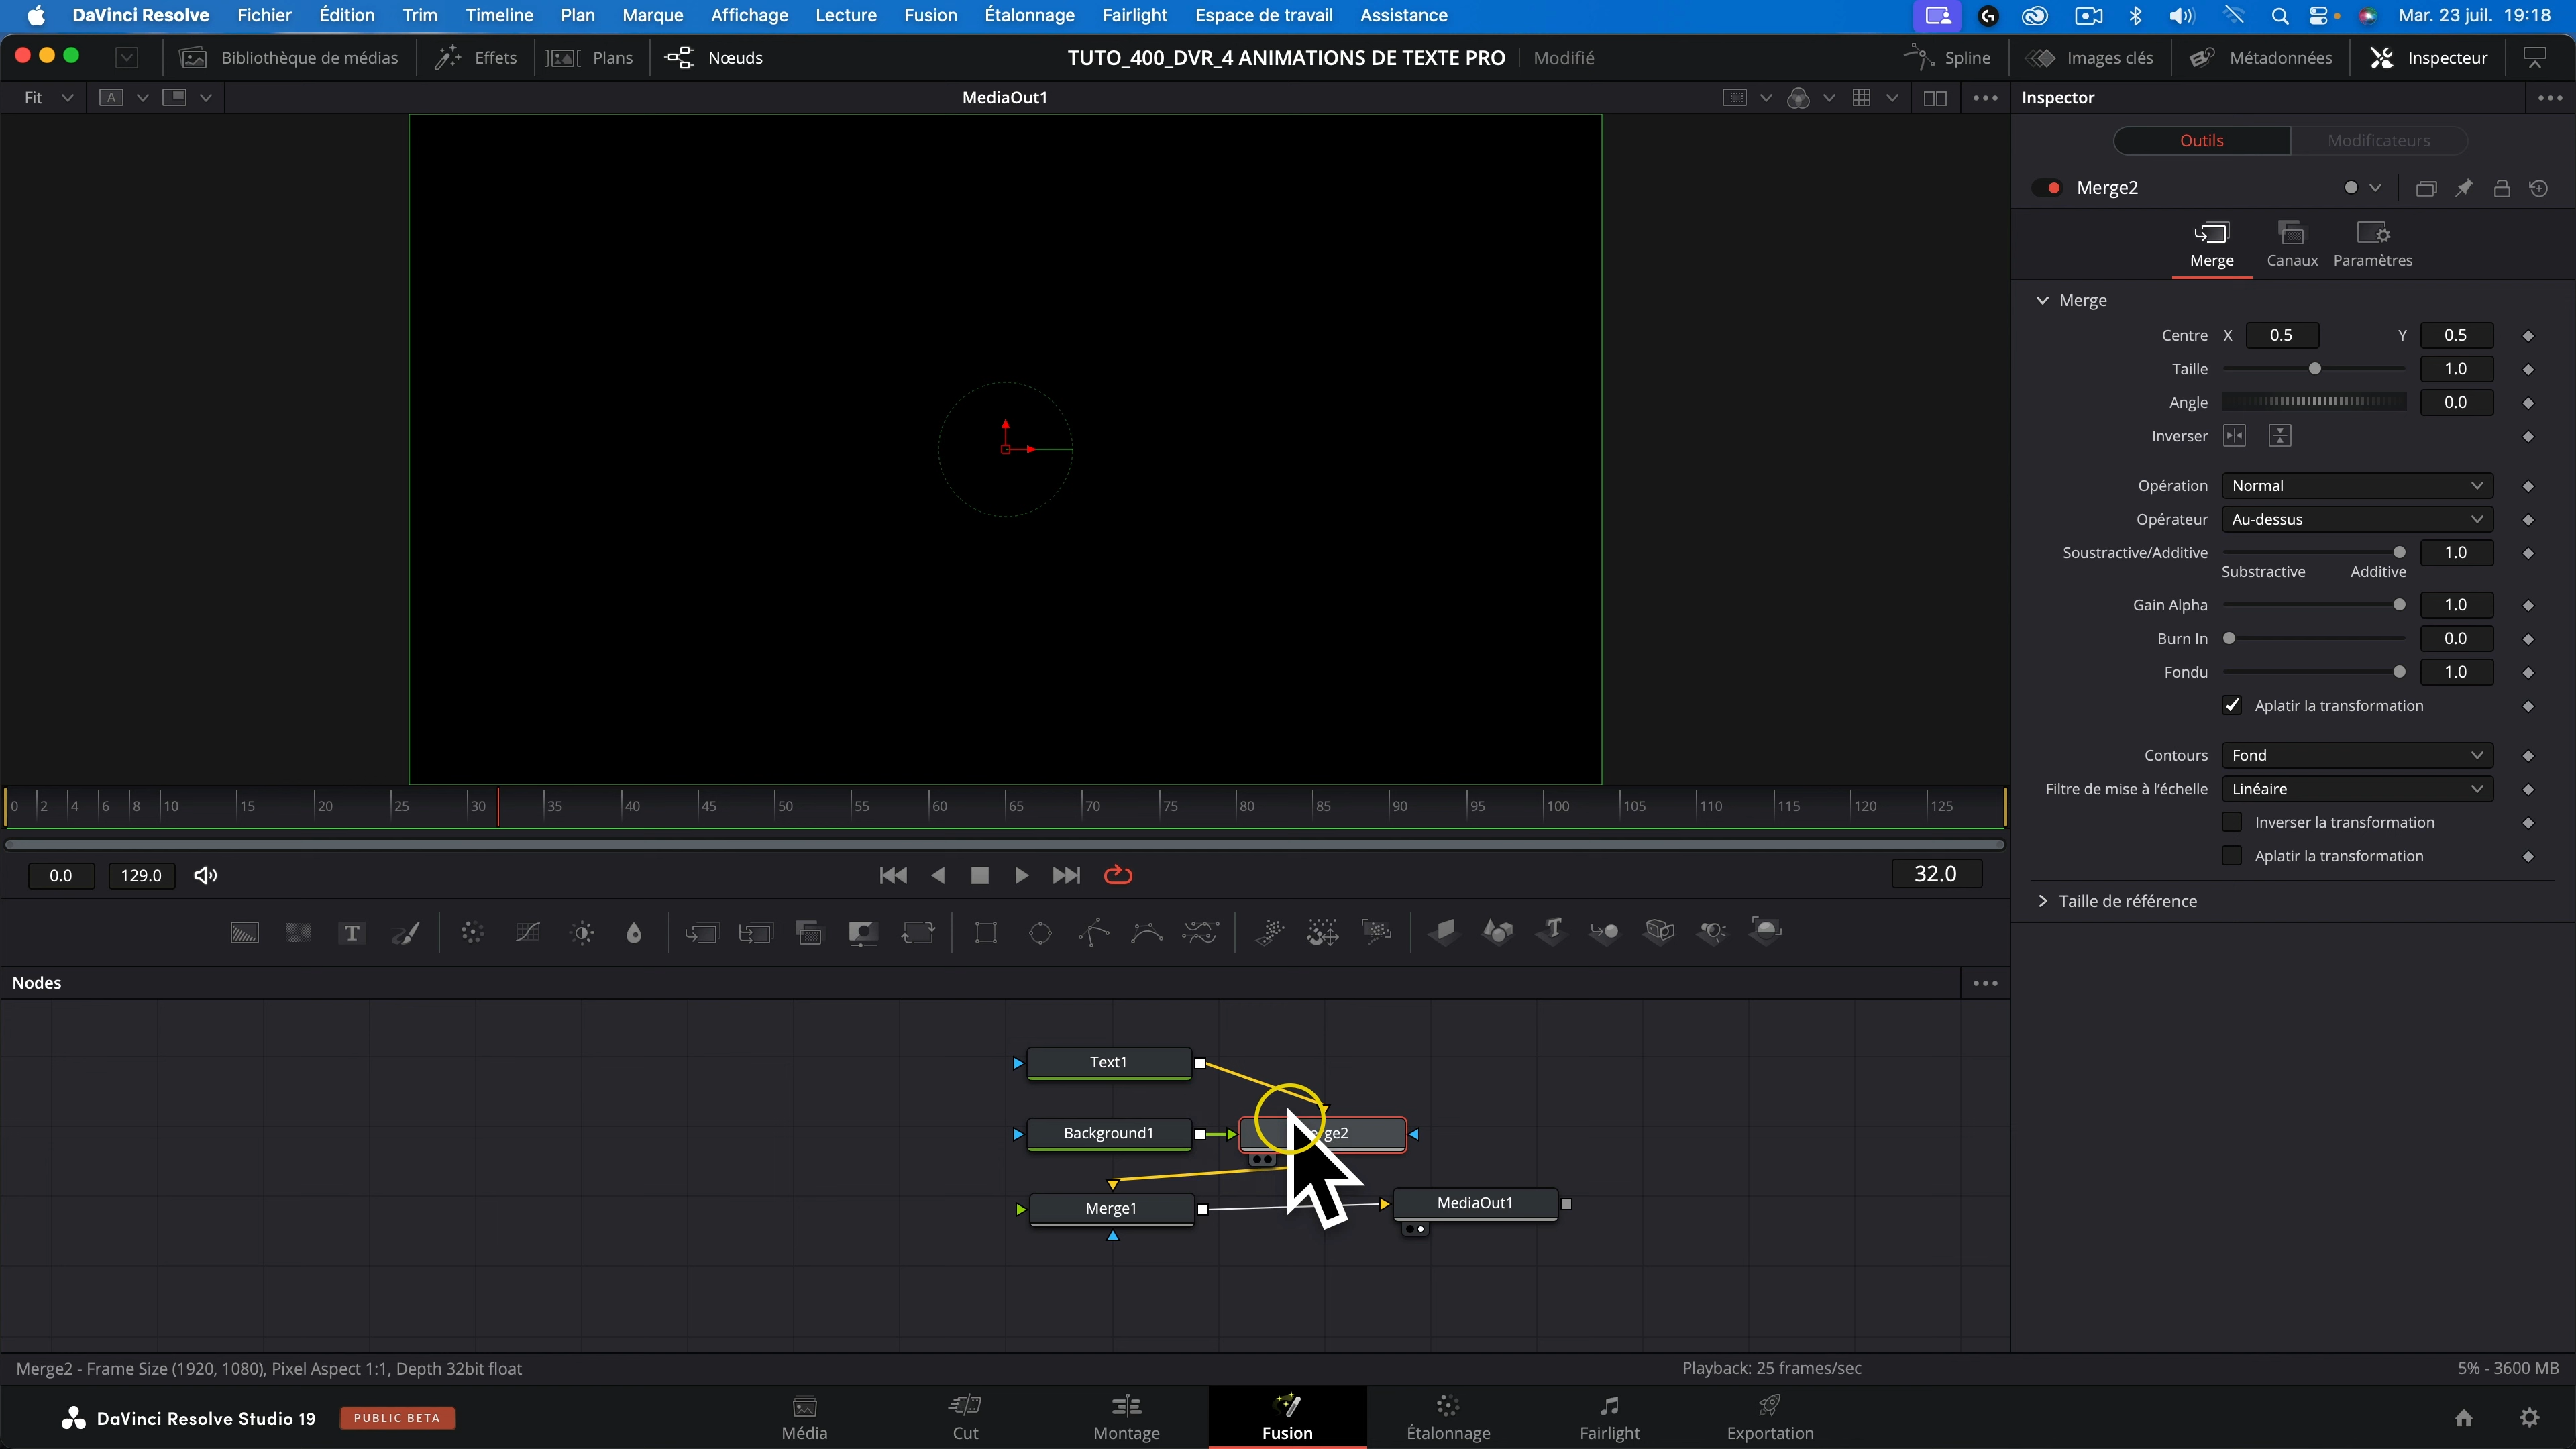 DaVinci Resolve Fichier Édition Trim Timeline Plan Marque Affichage Lecture Fusion Étalonnage Fairlight Espace de travail Assistance Mar. 23 juil. 19:18
Bibliothèque de médias Effets Plans Nœuds TUTO_400_DVR_4 ANIMATIONS DE TEXTE PRO Modifié Spline Images clés Métadonnées Inspecteur
Fit A MediaOut1 Inspector
Outils Modificateurs
Merge2
Merge Canaux Paramètres
Merge
Centre X 0.5 Y 0.5
Taille 1.0
Angle 0.0
Inverser
Opération Normal
Opérateur Au-dessus
Soustractive/Additive 1.0
Substractive Additive
Gain Alpha 1.0
Burn In 0.0
Fondu 1.0
Aplatir la transformation
Contours Fond
Filtre de mise à l'échelle Linéaire
Inverser la transformation
Aplatir la transformation
Taille de référence
0 2 4 6 8 10 15 20 25 30 35 40 45 50 55 60 65 70 75 80 85 90 95 100 105 110 115 120 125
0.0 129.0 32.0
Nodes
Text1
Background1
Merge1
MediaOut1
Merge2 - Frame Size (1920, 1080), Pixel Aspect 1:1, Depth 32bit float Playback: 25 frames/sec 5% - 3600 MB
DaVinci Resolve Studio 19 PUBLIC BETA
Média Cut Montage Fusion Étalonnage Fairlight Exportation